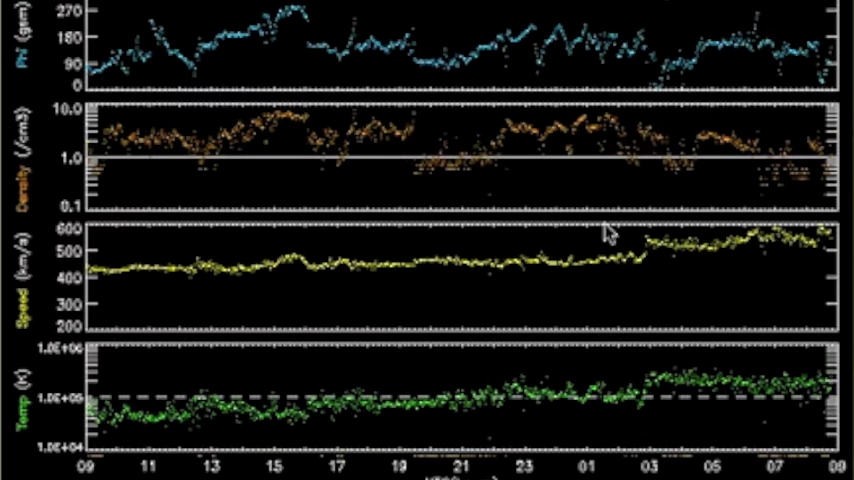 270
180
90
0
Phi (gsm)
10.0
1.0
0.1
Density (/cm3)
600
500
400
300
200
Speed (km/s)
1.0E+06
1.0E+05
1.0E+04
Temp (K)
09 11 13 15 17 19 21 23 01 03 05 07 09